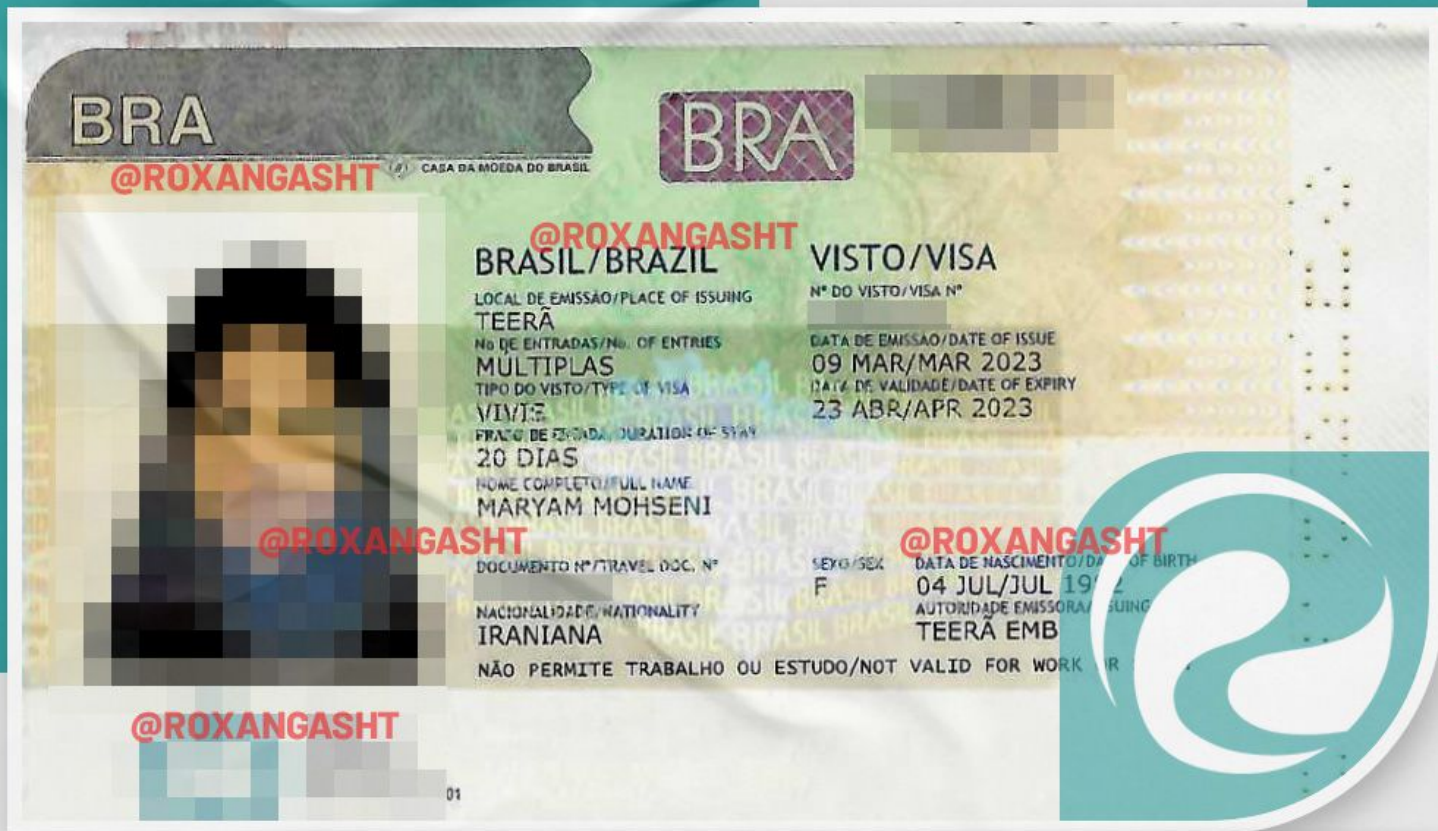 BRA
BRA
CASA DA MOEDA DO BRASIL
@ROXANGASHT
@ROXANGASHT
BRASIL/BRAZIL
VISTO/VISA
LOCAL DE EMISSÃO/PLACE OF ISSUING
Nº DO VISTO/VISA Nº
TEERÃ
No DE ENTRADAS/No. OF ENTRIES
DATA DE EMISSÃO/DATE OF ISSUE
MULTIPLAS
09 MAR/MAR 2023
TIPO DO VISTO/TYPE OF VISA
DATA DE VALIDADE/DATE OF EXPIRY
VIVIS
23 ABR/APR 2023
DURATION OF STAY
20 DIAS
NOME COMPLETO/FULL NAME
MARYAM MOHSENI
@ROXANGASHT
@ROXANGASHT
DOCUMENTO Nº/TRAVEL DOC. Nº
SEXO/SEX
DATA DE NASCIMENTO/ OF BIRTH
F
04 JUL/JUL
NACIONALIDADE/NATIONALITY
AUTORIDADE EMISSORA/
IRANIANA
TEERÃ EMB
NÃO PERMITE TRABALHO OU ESTUDO/NOT VALID FOR WORK
@ROXANGASHT
01